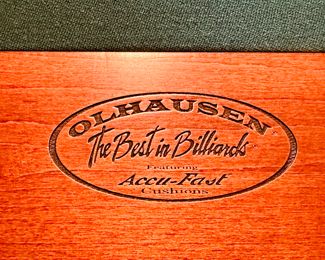 OLHAUSEN
The Best in Billiards
Featuring
Accu-Fast
Cushions